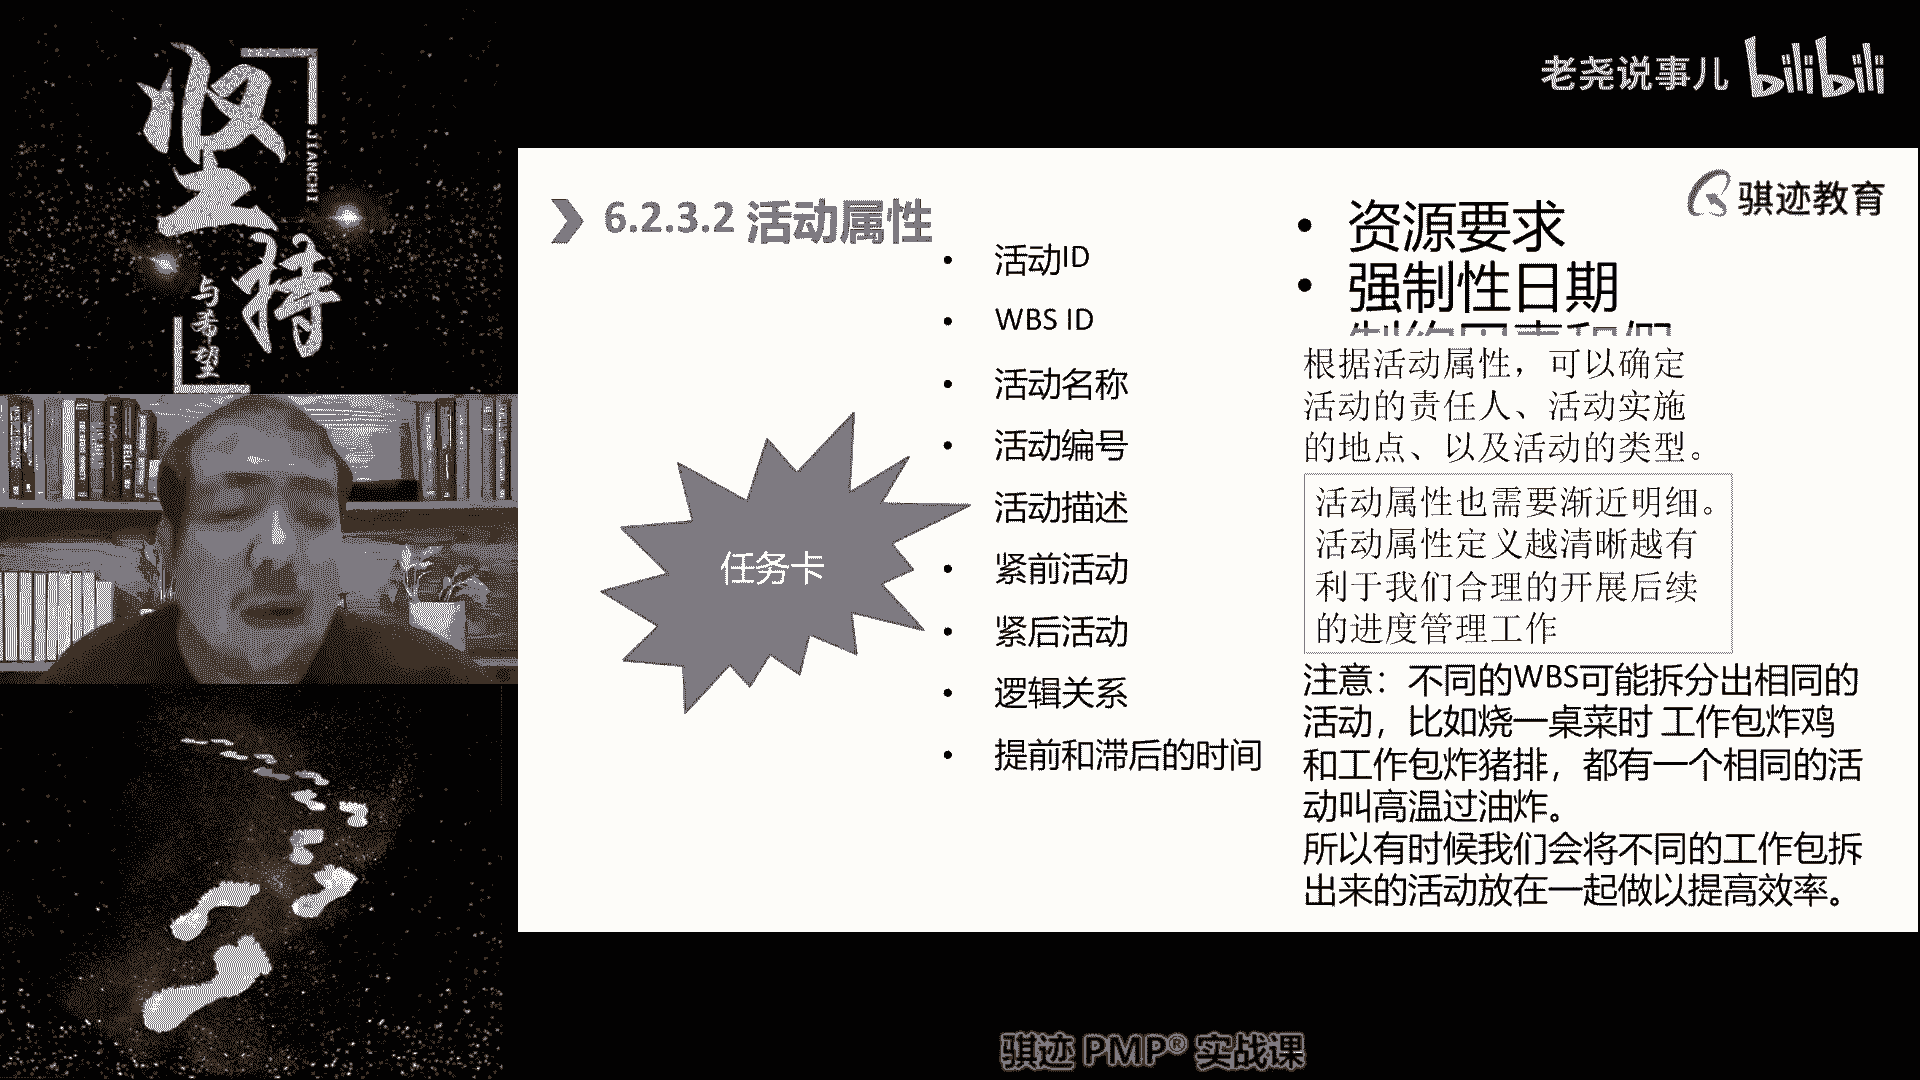 坚持
JIANCHI
与希望
老尧说事儿 bilibili
骐迹教育
6.2.3.2 活动属性
• 活动ID
• WBS ID
• 活动名称
• 活动编号
• 活动描述
• 紧前活动
• 紧后活动
• 逻辑关系
• 提前和滞后的时间
任务卡
• 资源要求
• 强制性日期
根据活动属性，可以确定
活动的责任人、活动实施
的地点、以及活动的类型。
活动属性也需要渐近明细。
活动属性定义越清晰越有
利于我们合理的开展后续
的进度管理工作
注意：不同的WBS可能拆分出相同的
活动，比如烧一桌菜时 工作包炸鸡
和工作包炸猪排，都有一个相同的活
动叫高温过油炸。
所以有时候我们会将不同的工作包拆
出来的活动放在一起做以提高效率。
骐迹 PMP® 实战课